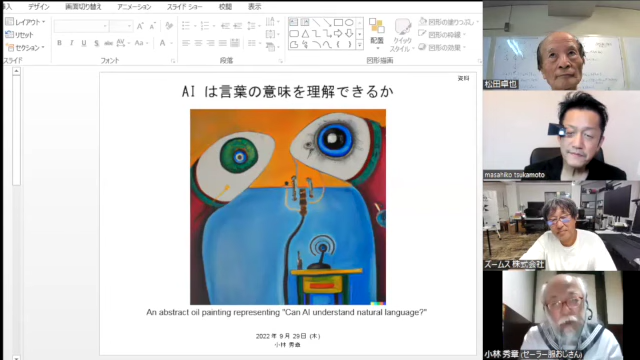 挿入 デザイン 画面切り替え アニメーション スライド ショー 校閲 表示
レイアウト
リセット
セクション
スライド
フォント
段落
配置
クイック
スタイル
図形の塗りつぶし
図形の枠線
図形の効果
図形描画
資料
AI は言葉の意味を理解できるか
An abstract oil painting representing "Can AI understand natural language?"
2022 年 9 月 29 日 (木)
小林 秀章
松田卓也
masahiko tsukamoto
ズームス 株式会社
小林 秀章 (セーラー服おじさん)